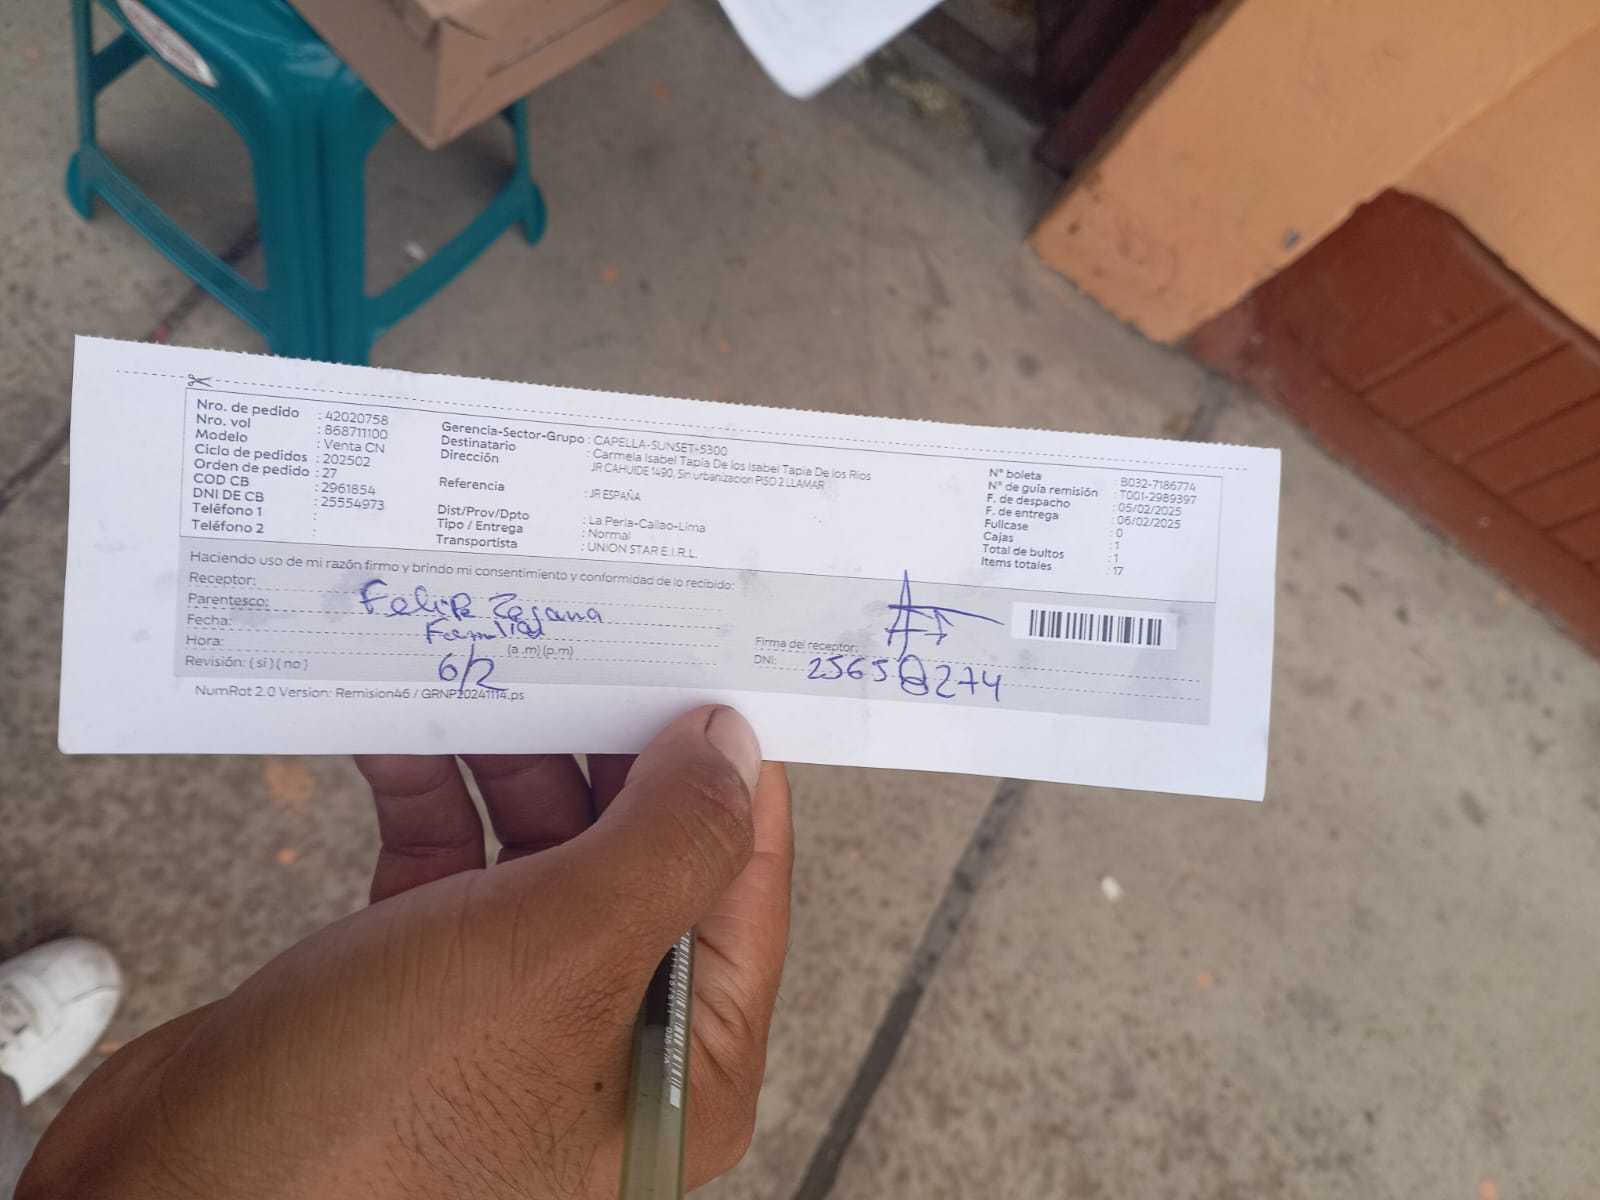 Nro. de pedido : 42020758
Nro. vol : 868711100
Modelo : Venta CN
Ciclo de pedidos : 202502
Orden de pedido : 27
COD CB : 2961854
DNI DE CB : 25554973
Teléfono 1 :
Teléfono 2 :
Gerencia-Sector-Grupo : CAPELLA-SUNSET-5300
Destinatario : Carmela Isabel Tapia De los Isabel Tapia De los Rios
Dirección JR CAHUIDE 1490, Sin urbanizacion PISO 2 LLAMAR
Referencia : JR ESPAÑA
Dist/Prov/Dpto : La Perla-Callao-Lima
Tipo / Entrega : Normal
Transportista : UNION STAR E.I.R.L.
N° boleta : B032-7186774
N° de guía remisión : T001-2989397
F. de despacho : 05/02/2025
F. de entrega : 06/02/2025
Fullcase : 0
Cajas : 1
Total de bultos : 1
Items totales : 17
Haciendo uso de mi razón firmo y brindo mi consentimiento y conformidad de lo recibido:
Receptor: Felipe
Parentesco: Familiar
Fecha: 6/2
Hora: (a .m) (p.m)
Revisión: ( si ) ( no )
Firma del receptor:
DNI: 25658274
NumRot 2.0 Version: Remision46 / GRNP20241114.ps